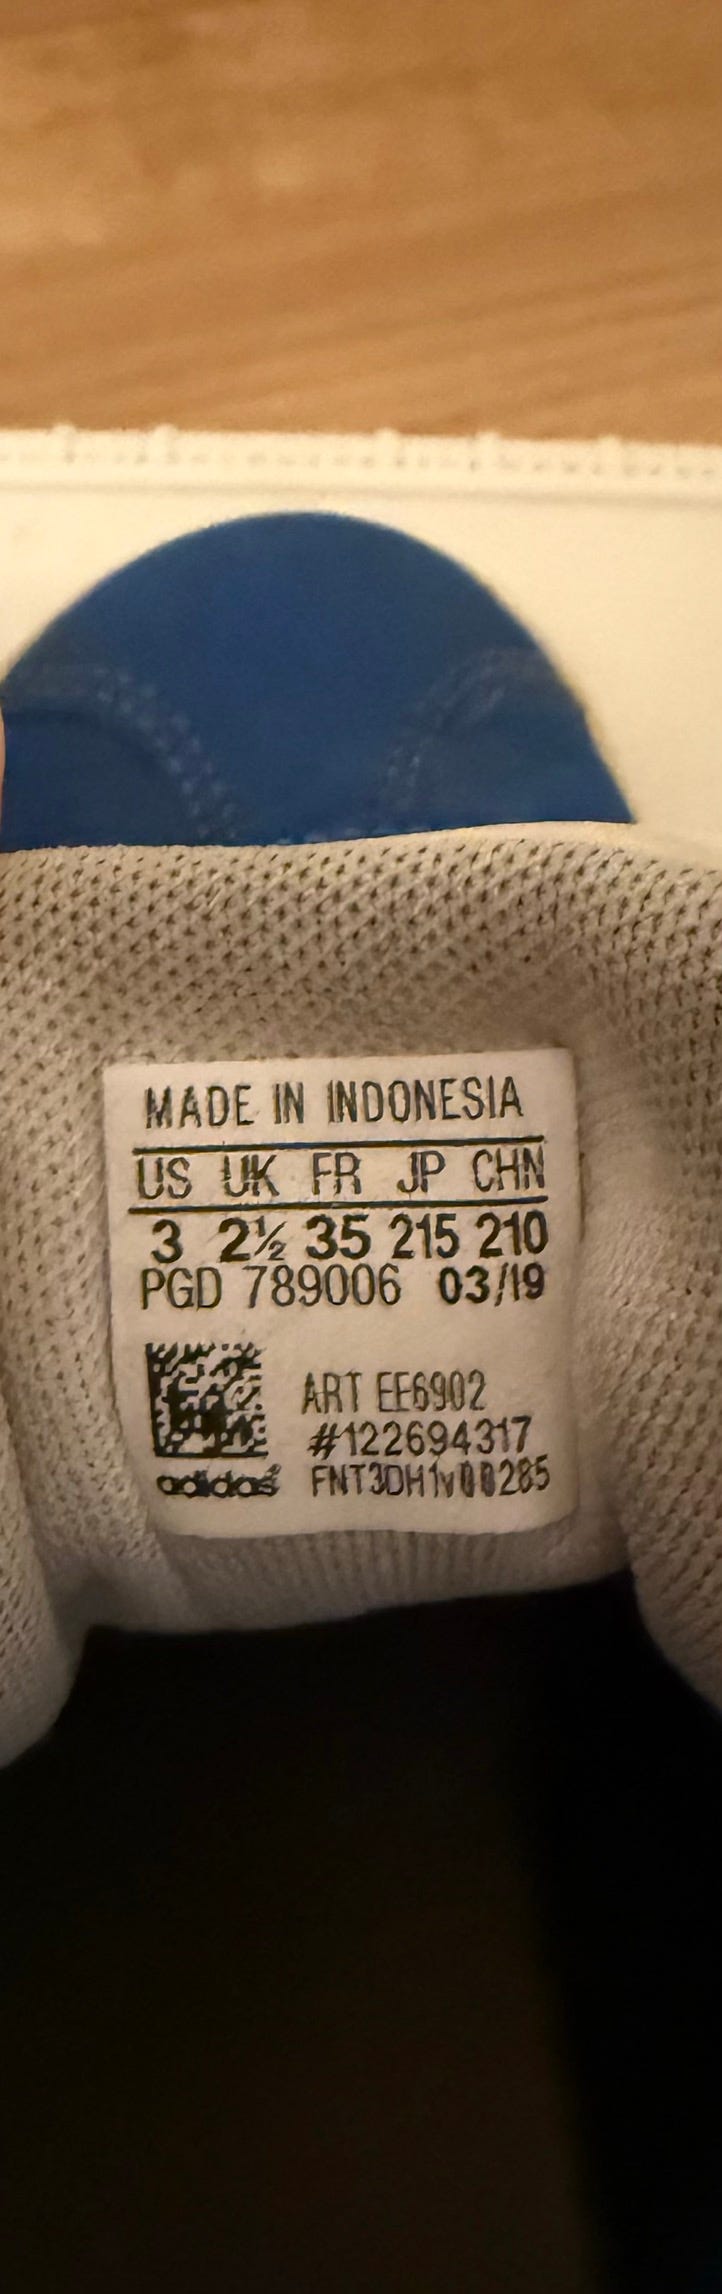 MADE IN INDONESIA
US UK FR JP CHN
3 2½ 35 215 210
PGD 789006 03/19
ART EE6902
#122694317
adidas FNT3DH1v00285